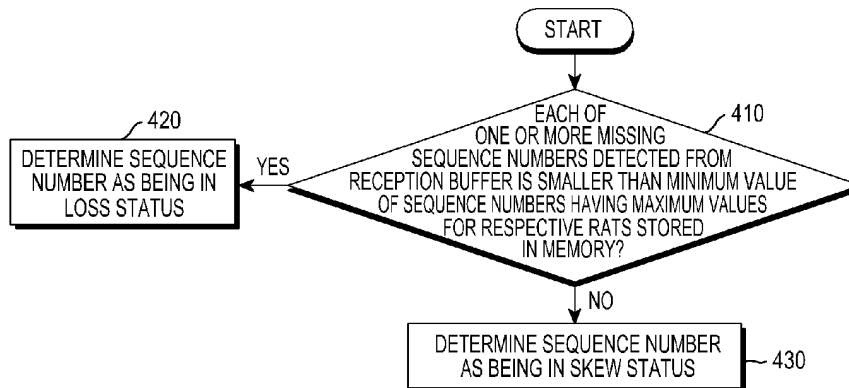 START
EACH OF
ONE OR MORE MISSING
SEQUENCE NUMBERS DETECTED FROM
RECEPTION BUFFER IS SMALLER THAN MINIMUM VALUE
OF SEQUENCE NUMBERS HAVING MAXIMUM VALUES
FOR RESPECTIVE RATS STORED
IN MEMORY?
410
YES
420
DETERMINE SEQUENCE
NUMBER AS BEING IN
LOSS STATUS
NO
DETERMINE SEQUENCE NUMBER
AS BEING IN SKEW STATUS
430